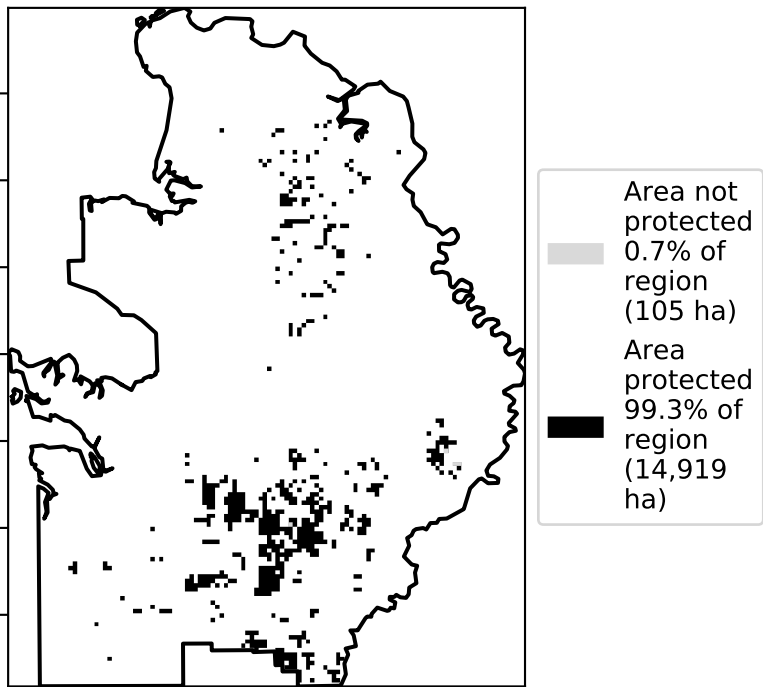 Area not
protected
0.7% of
region
(105 ha)
Area
protected
99.3% of
region
(14,919
ha)